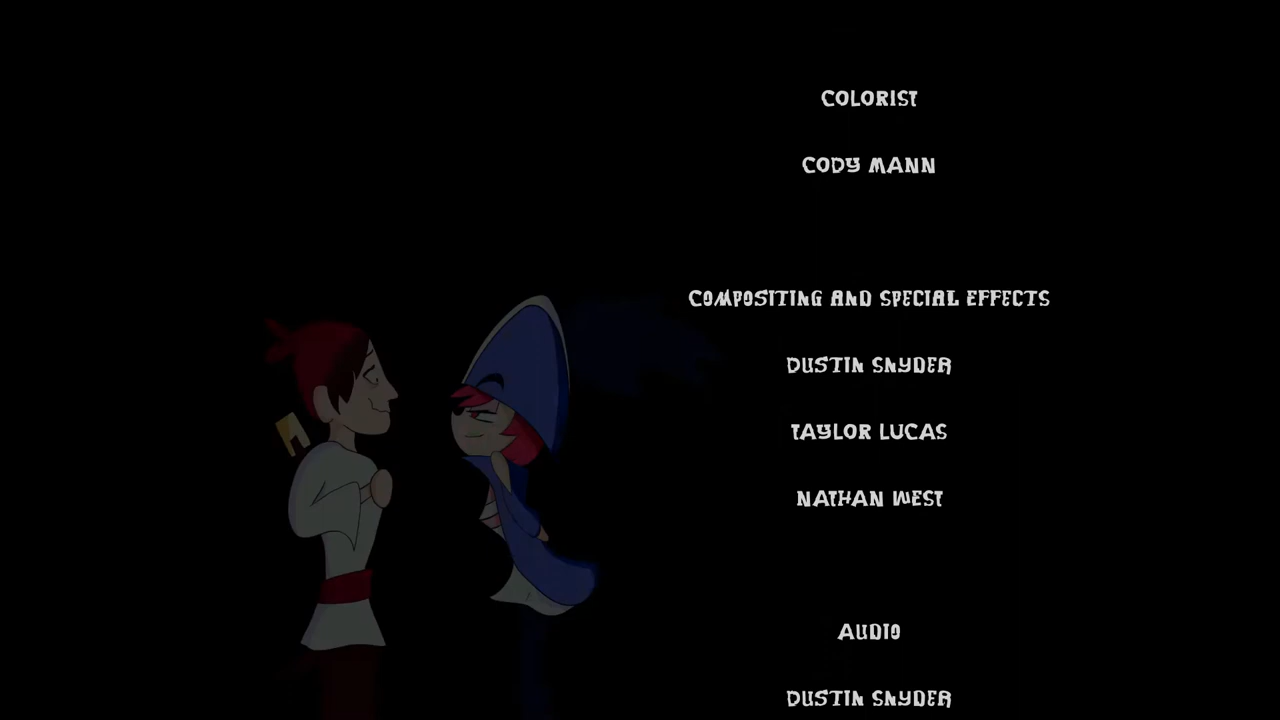 COLORIST
CODY MANN
COMPOSITING AND SPECIAL EFFECTS
DUSTIN SNYDER
TAYLOR LUCAS
NATHAN WEST
AUDIO
DUSTIN SNYDER